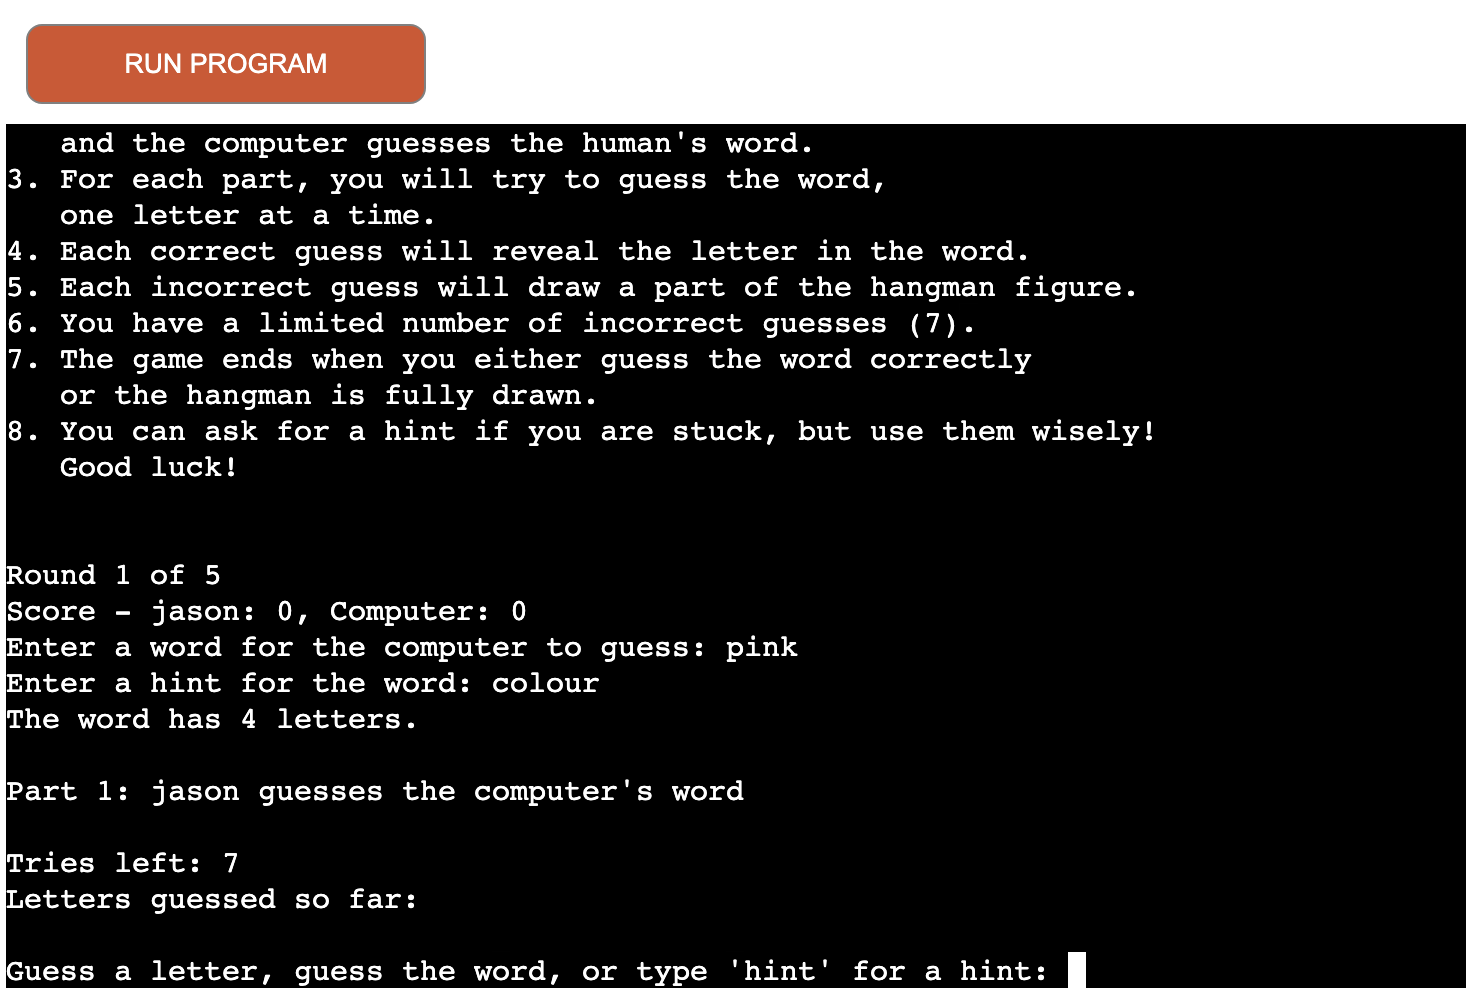 RUN PROGRAM
and the computer guesses the human's word.
3. For each part, you will try to guess the word,
one letter at a time.
4. Each correct guess will reveal the letter in the word.
5. Each incorrect guess will draw a part of the hangman figure.
6. You have a limited number of incorrect guesses (7).
7. The game ends when you either guess the word correctly
or the hangman is fully drawn.
8. You can ask for a hint if you are stuck, but use them wisely!
Good luck!
Round 1 of 5
Score – jason: 0, Computer: 0
Enter a word for the computer to guess: pink
Enter a hint for the word: colour
The word has 4 letters.
Part 1: jason guesses the computer's word
Tries left: 7
Letters guessed so far:
Guess a letter, guess the word, or type 'hint' for a hint: